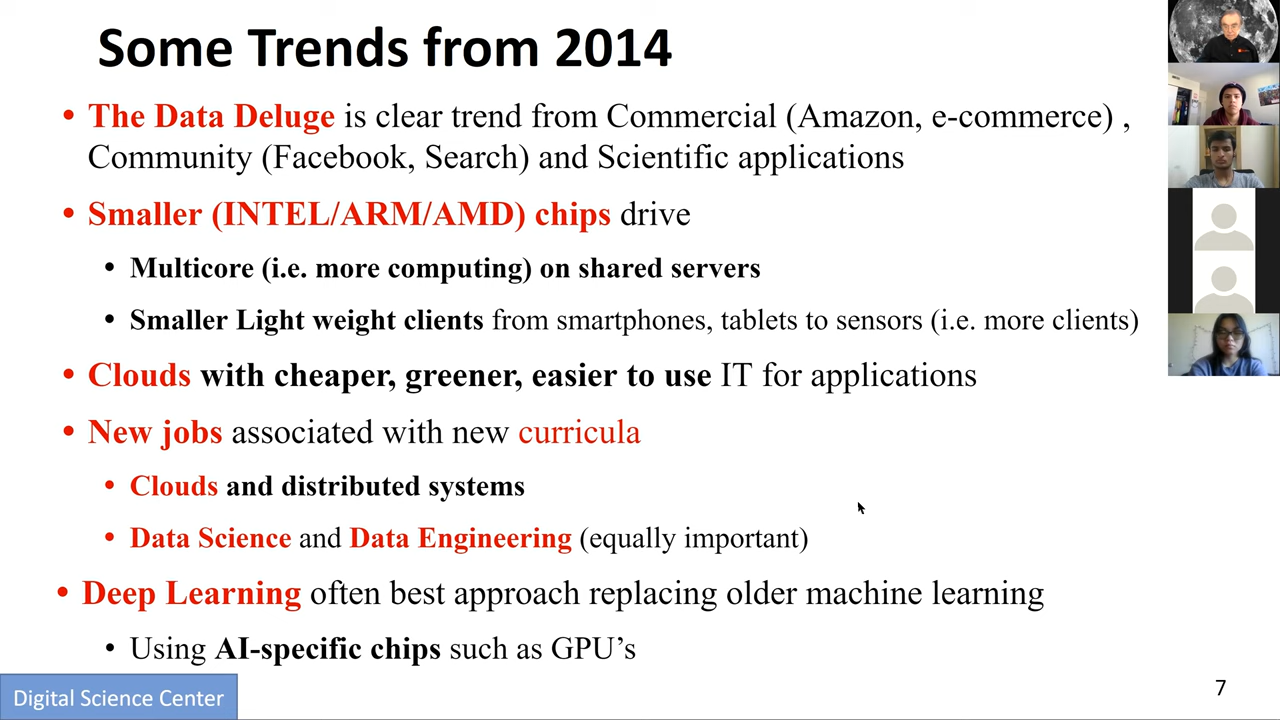 Some Trends from 2014
• The Data Deluge is clear trend from Commercial (Amazon, e-commerce) ,
Community (Facebook, Search) and Scientific applications
• Smaller (INTEL/ARM/AMD) chips drive
• Multicore (i.e. more computing) on shared servers
• Smaller Light weight clients from smartphones, tablets to sensors (i.e. more clients)
• Clouds with cheaper, greener, easier to use IT for applications
• New jobs associated with new curricula
• Clouds and distributed systems
• Data Science and Data Engineering (equally important)
• Deep Learning often best approach replacing older machine learning
• Using AI-specific chips such as GPU’s
Digital Science Center
7